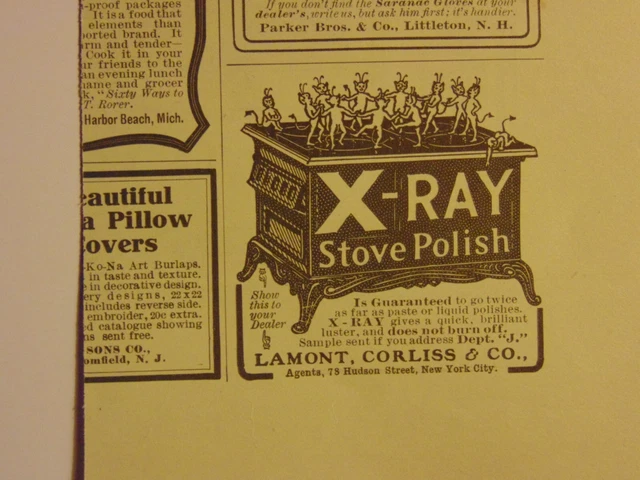 -proof packages
It is a food that
elements than
ported brand. It
rm and tender—
Cook it in your
ur friends to the
an evening lunch
name and grocer
k, "Sixty Ways to
T. Rorer.
Harbor Beach, Mich.
eautiful
a Pillow
overs
-Ko-Na Art Burlaps.
in taste and texture.
e in decorative design.
ery designs, 22x22
includes reverse side.
embroider, 20c extra.
ed catalogue showing
ns sent free.
SONS CO.,
omfield, N. J.
If you don't find the Saranac Gloves at your
dealer's, write us, but ask him first; it's handier.
Parker Bros. & Co., Littleton, N. H.
X-RAY
Stove Polish
Show
this to
your
Dealer
Is Guaranteed to go twice
as far as paste or liquid polishes.
X-RAY gives a quick, brilliant
luster, and does not burn off.
Sample sent if you address Dept. "J."
LAMONT, CORLISS & CO.,
Agents, 78 Hudson Street, New York City.